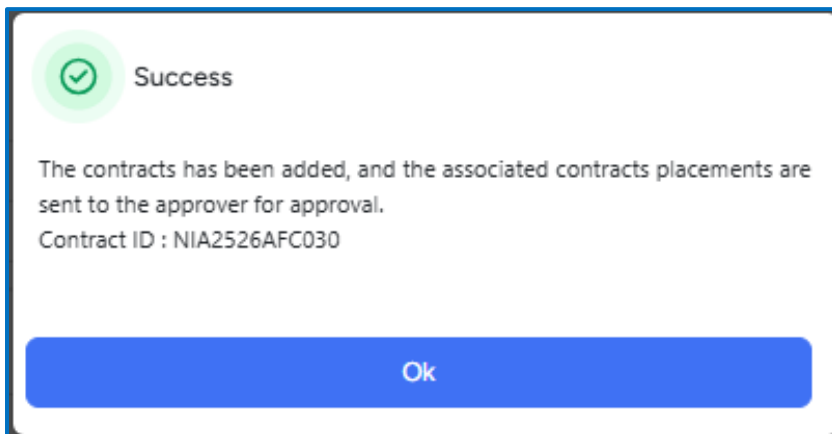 Success
The contracts has been added, and the associated contracts placements are
sent to the approver for approval.
Contract ID : NIA2526AFC030
Ok